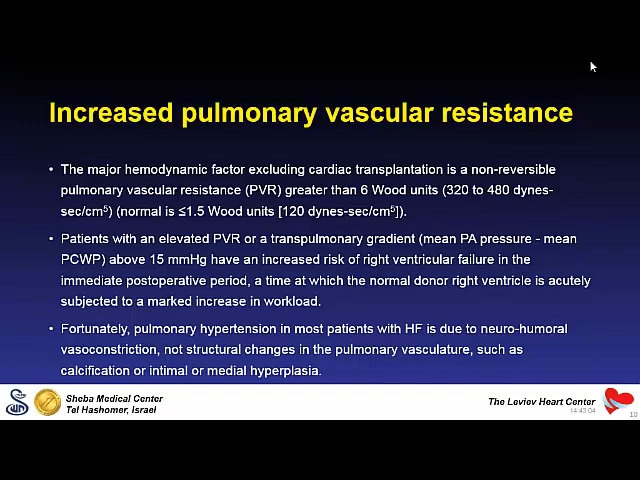 Increased pulmonary vascular resistance
• The major hemodynamic factor excluding cardiac transplantation is a non-reversible
pulmonary vascular resistance (PVR) greater than 6 Wood units (320 to 480 dynes-
sec/cm⁵) (normal is ≤1.5 Wood units [120 dynes-sec/cm⁵]).
• Patients with an elevated PVR or a transpulmonary gradient (mean PA pressure - mean
PCWP) above 15 mmHg have an increased risk of right ventricular failure in the
immediate postoperative period, a time at which the normal donor right ventricle is acutely
subjected to a marked increase in workload.
• Fortunately, pulmonary hypertension in most patients with HF is due to neuro-humoral
vasoconstriction, not structural changes in the pulmonary vasculature, such as
calcification or intimal or medial hyperplasia.
Sheba Medical Center
Tel Hashomer, Israel
The Leviev Heart Center
14:43:04
10